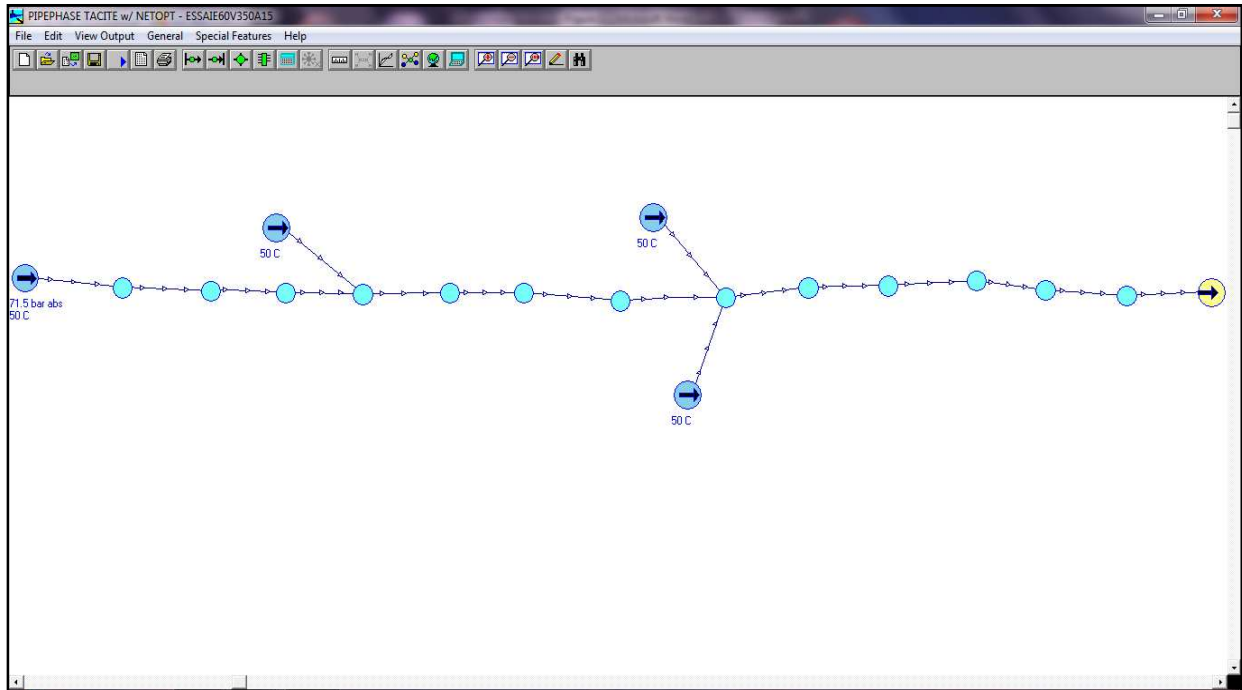 PIPEPHASE TACITE w/ NETOPT - ESSAIE60V350A15
File Edit View Output General Special Features Help
50 C
50 C
71.5 bar abs
50 C
50 C